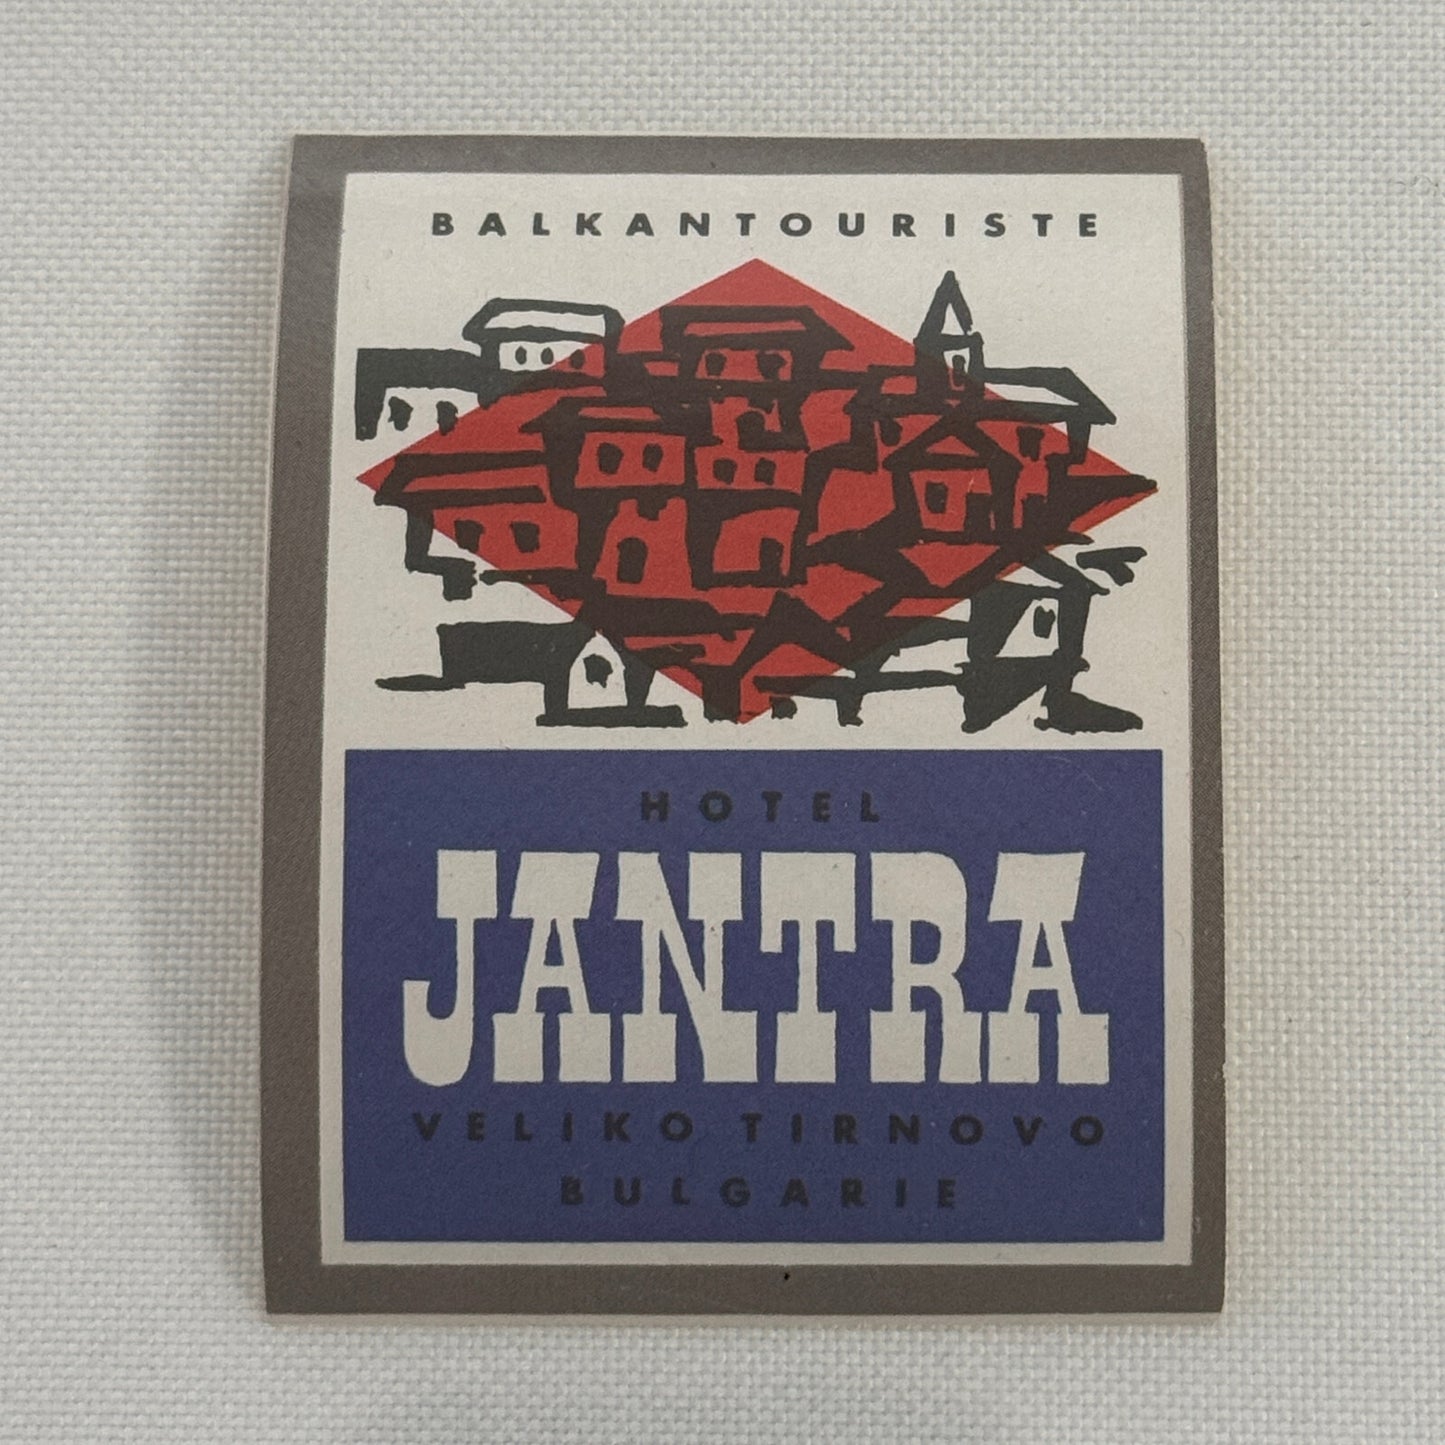 BALKANTOURISTE
HOTEL
JANTRA
VELIKO TIRNOVO
BULGARIE